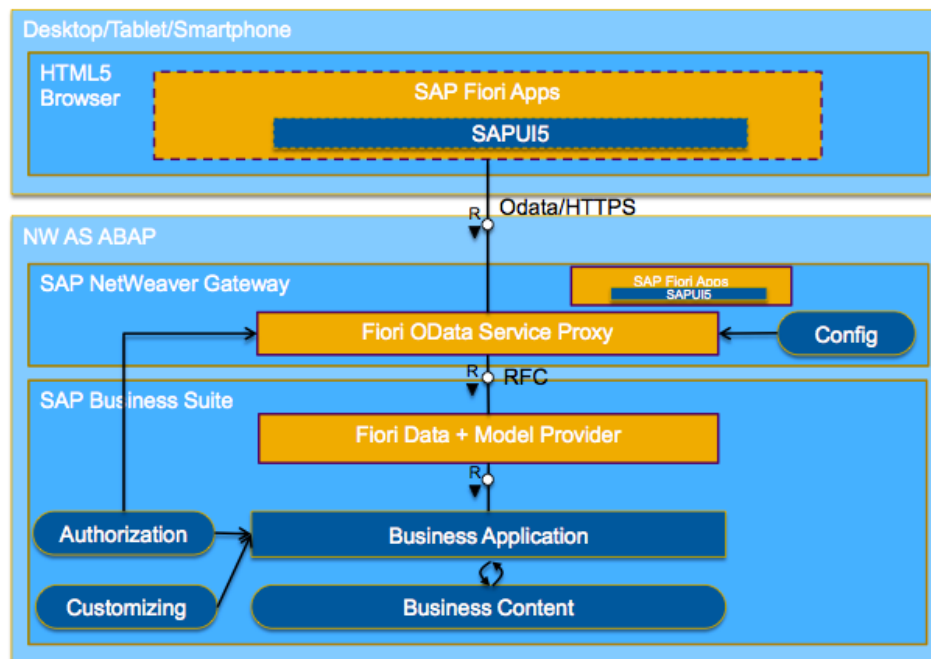 Desktop/Tablet/Smartphone
HTML5
Browser
SAP Fiori Apps
SAPUI5
R
Odata/HTTPS
NW AS ABAP
SAP NetWeaver Gateway
SAP Fiori Apps
SAPUI5
Fiori OData Service Proxy
Config
R
RFC
SAP Business Suite
Fiori Data + Model Provider
R
Authorization
Business Application
Customizing
Business Content